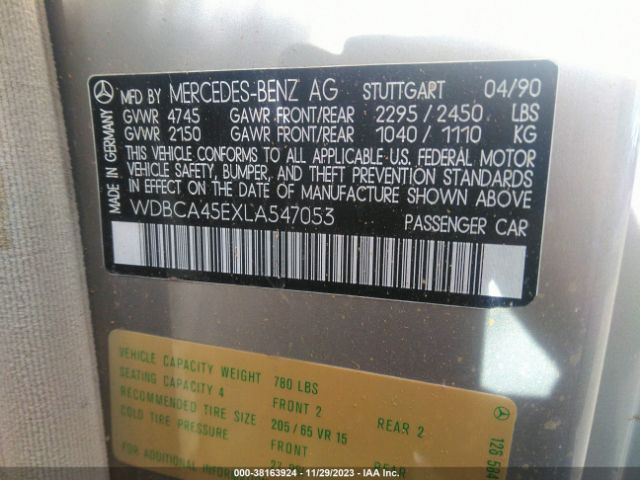 MFD BY MERCEDES-BENZ AG STUTTGART 04/90
GVWR 4745 GAWR FRONT/REAR 2295 / 2450 LBS
GVWR 2150 GAWR FRONT/REAR 1040 / 1110 KG
THIS VEHICLE CONFORMS TO ALL APPLICABLE U.S. FEDERAL MOTOR
VEHICLE SAFETY, BUMPER, AND THEFT PREVENTION STANDARDS
IN EFFECT ON THE DATE OF MANUFACTURE SHOWN ABOVE
WDBCA45EXLA547053 PASSENGER CAR
MADE IN GERMANY
VEHICLE CAPACITY WEIGHT 780 LBS
SEATING CAPACITY 4 FRONT 2 REAR 2
RECOMMENDED TIRE SIZE 205 / 65 VR 15
COLD TIRE PRESSURE FRONT REAR
126 584
000-38163924 - 11/29/2023 - IAA Inc.